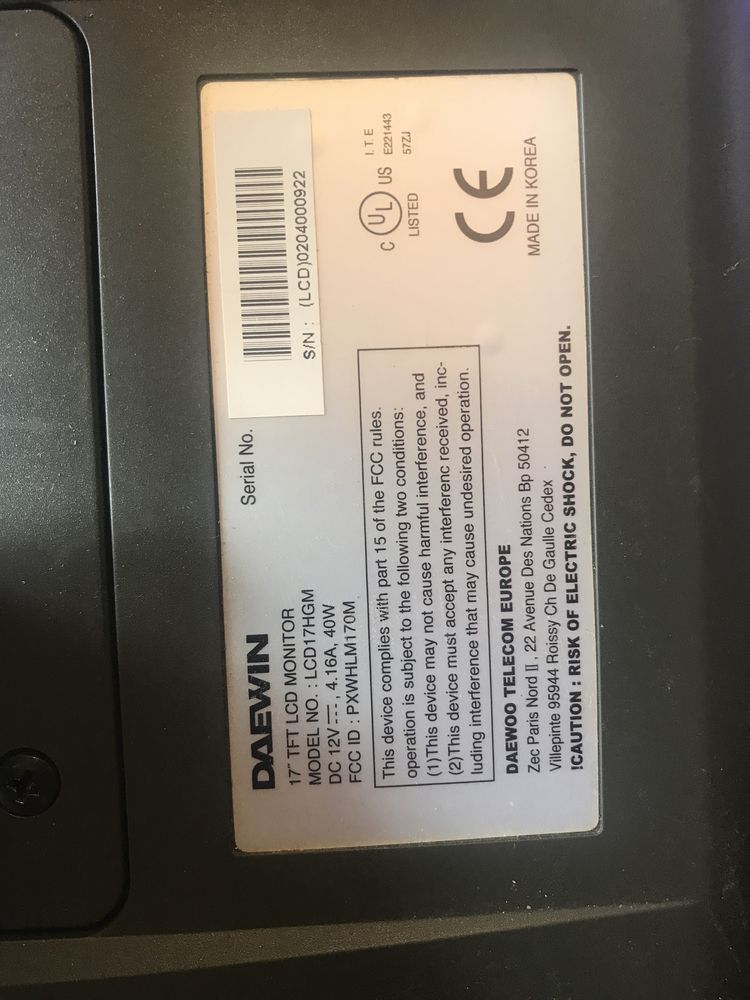 DAEWIN
17" TFT LCD MONITOR
MODEL NO. : LCD17HGM
DC 12V ⎓, 4.16A, 40W
FCC ID : PXWHLM170M
Serial No.
S/N : (LCD)0204000922
This device complies with part 15 of the FCC rules.
operation is subject to the following two conditions:
(1)This device may not cause harmful interference, and
(2)This device must accept any interferenc received, inc-
luding interference that may cause undesired operation.
C UL US
LISTED
I.T.E
E221443
57ZJ
CE
MADE IN KOREA
DAEWOO TELECOM EUROPE
Zec Paris Nord II, 22 Avenue Des Nations Bp 50412
Villepinte 95944 Roissy Ch De Gaulle Cedex
!CAUTION : RISK OF ELECTRIC SHOCK, DO NOT OPEN.